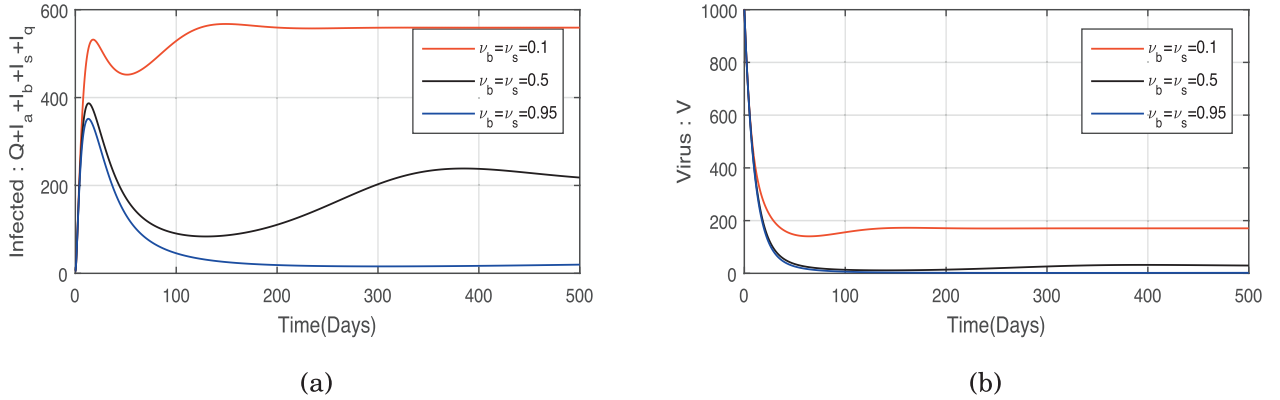 Infected : Q+I_a+I_b+I_s+I_q
600
400
200
0
0 100 200 300 400 500
Time(Days)
ν_b=ν_s=0.1
ν_b=ν_s=0.5
ν_b=ν_s=0.95
(a)
Virus : V
1000
800
600
400
200
0
0 100 200 300 400 500
Time(Days)
ν_b=ν_s=0.1
ν_b=ν_s=0.5
ν_b=ν_s=0.95
(b)